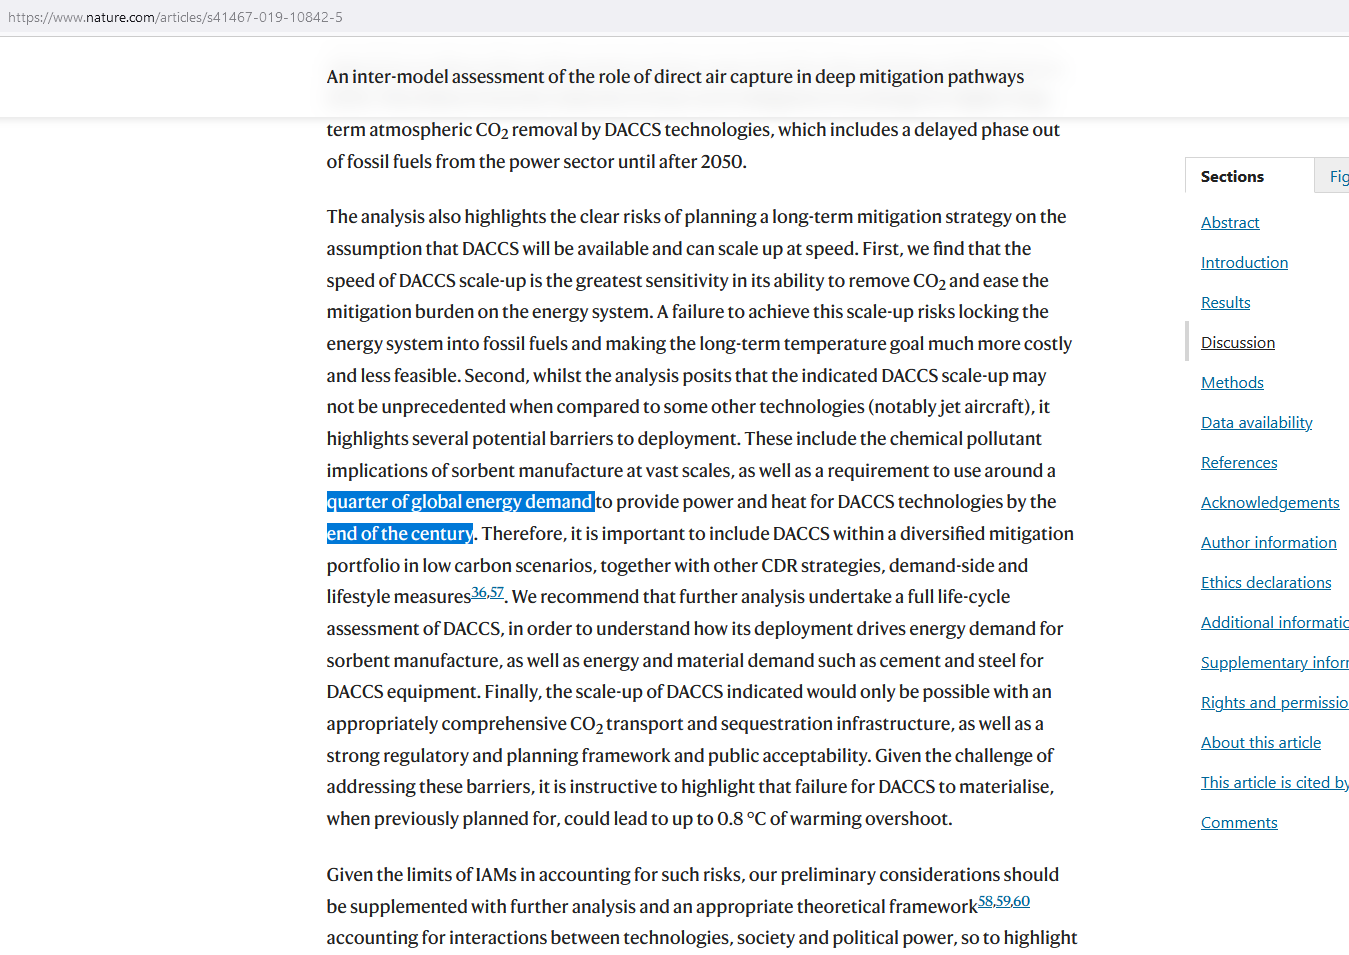 https://www.nature.com/articles/s41467-019-10842-5
An inter-model assessment of the role of direct air capture in deep mitigation pathways
term atmospheric CO2 removal by DACCS technologies, which includes a delayed phase out
of fossil fuels from the power sector until after 2050.
The analysis also highlights the clear risks of planning a long-term mitigation strategy on the
assumption that DACCS will be available and can scale up at speed. First, we find that the
speed of DACCS scale-up is the greatest sensitivity in its ability to remove CO2 and ease the
mitigation burden on the energy system. A failure to achieve this scale-up risks locking the
energy system into fossil fuels and making the long-term temperature goal much more costly
and less feasible. Second, whilst the analysis posits that the indicated DACCS scale-up may
not be unprecedented when compared to some other technologies (notably jet aircraft), it
highlights several potential barriers to deployment. These include the chemical pollutant
implications of sorbent manufacture at vast scales, as well as a requirement to use around a
quarter of global energy demand to provide power and heat for DACCS technologies by the
end of the century. Therefore, it is important to include DACCS within a diversified mitigation
portfolio in low carbon scenarios, together with other CDR strategies, demand-side and
lifestyle measures36,57. We recommend that further analysis undertake a full life-cycle
assessment of DACCS, in order to understand how its deployment drives energy demand for
sorbent manufacture, as well as energy and material demand such as cement and steel for
DACCS equipment. Finally, the scale-up of DACCS indicated would only be possible with an
appropriately comprehensive CO2 transport and sequestration infrastructure, as well as a
strong regulatory and planning framework and public acceptability. Given the challenge of
addressing these barriers, it is instructive to highlight that failure for DACCS to materialise,
when previously planned for, could lead to up to 0.8 °C of warming overshoot.
Given the limits of IAMs in accounting for such risks, our preliminary considerations should
be supplemented with further analysis and an appropriate theoretical framework58,59,60
accounting for interactions between technologies, society and political power, so to highlight
Sections
Fig
Abstract
Introduction
Results
Discussion
Methods
Data availability
References
Acknowledgements
Author information
Ethics declarations
Additional informatio
Supplementary infor
Rights and permissio
About this article
This article is cited by
Comments